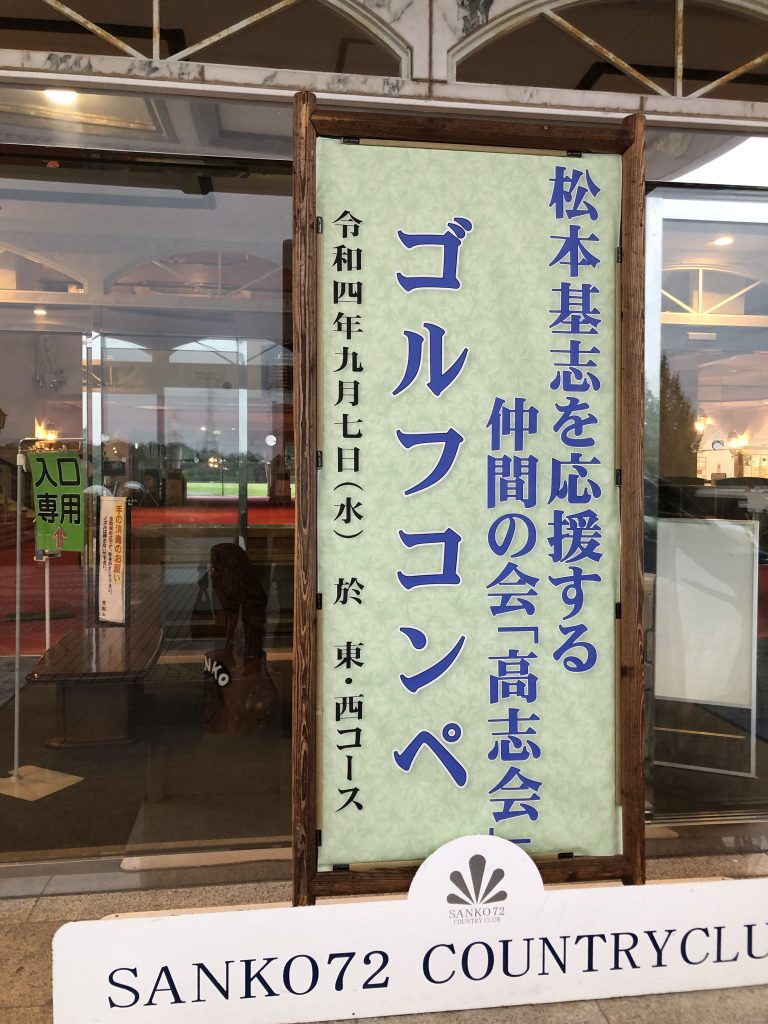 松本基志を応援する
仲間の会「高志会」
ゴルフコンペ
令和四年九月七日(水) 於 東・西コース
入口
専用
手の消毒のお願い
NKO
SANKO 72
COUNTRY CLUB
SANKO72 COUNTRYCLU